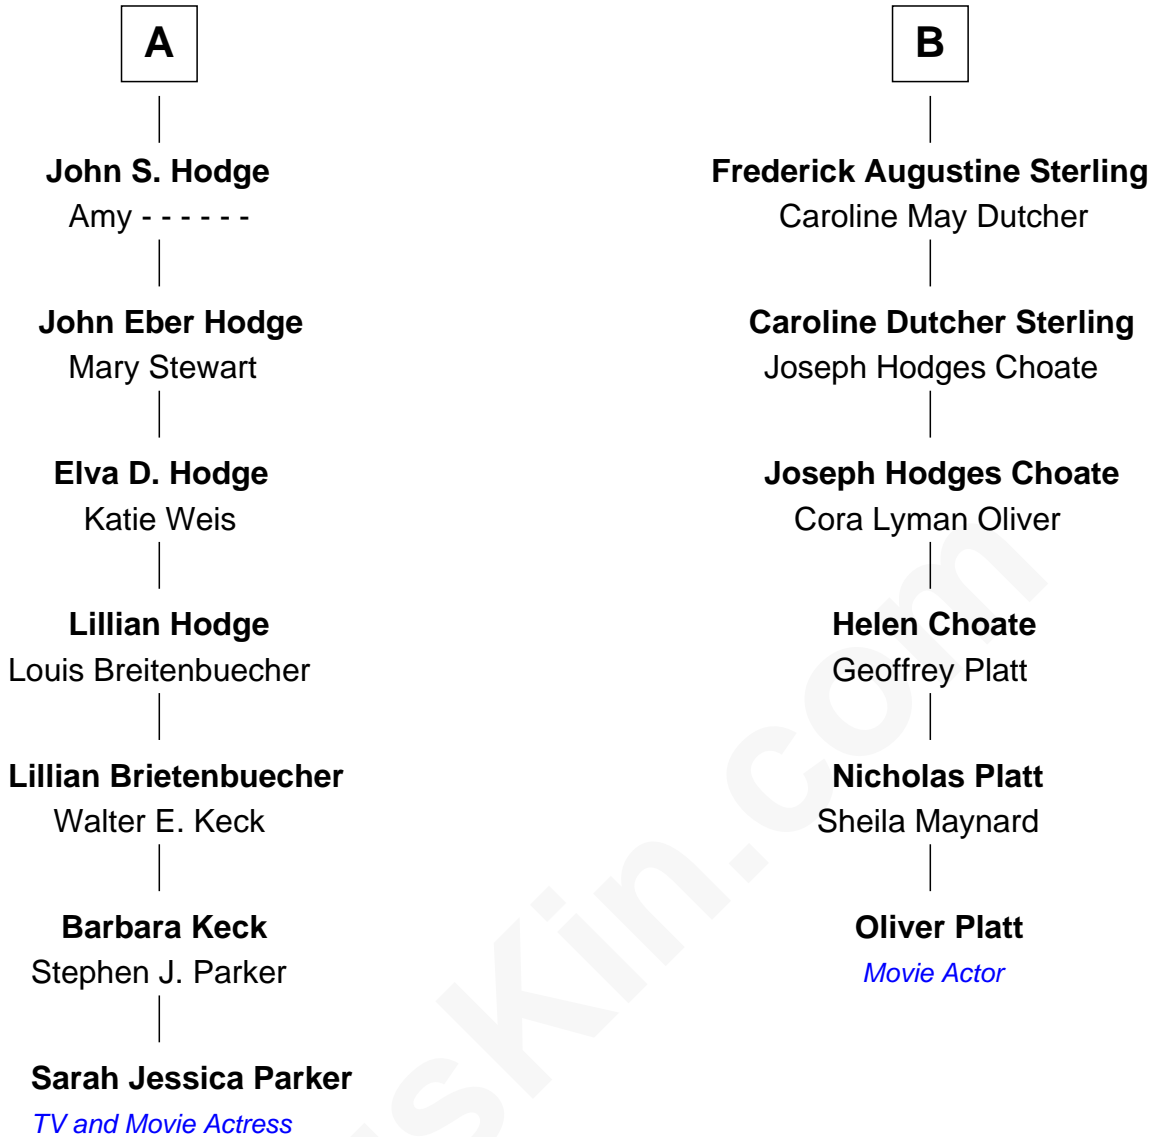 A
John S. Hodge
Amy - - - - - -
John Eber Hodge
Mary Stewart
Elva D. Hodge
Katie Weis
Lillian Hodge
Louis Breitenbuecher
Lillian Brietenbuecher
Walter E. Keck
Barbara Keck
Stephen J. Parker
Sarah Jessica Parker
TV and Movie Actress
B
Frederick Augustine Sterling
Caroline May Dutcher
Caroline Dutcher Sterling
Joseph Hodges Choate
Joseph Hodges Choate
Cora Lyman Oliver
Helen Choate
Geoffrey Platt
Nicholas Platt
Sheila Maynard
Oliver Platt
Movie Actor
usKin.com